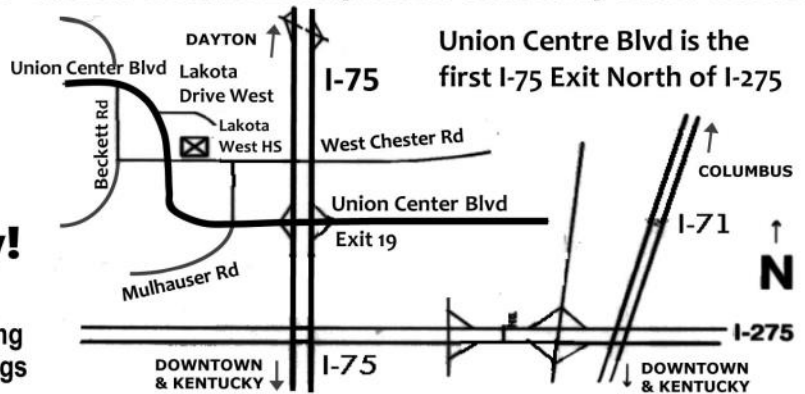 Union Centre Blvd is the
first I-75 Exit North of I-275
DAYTON
I-75
Union Center Blvd
Lakota
Drive West
Lakota
West HS
West Chester Rd
Beckett Rd
COLUMBUS
Union Center Blvd
Exit 19
I-71
Mulhauser Rd
N
I-275
I-75
DOWNTOWN
& KENTUCKY
DOWNTOWN
& KENTUCKY